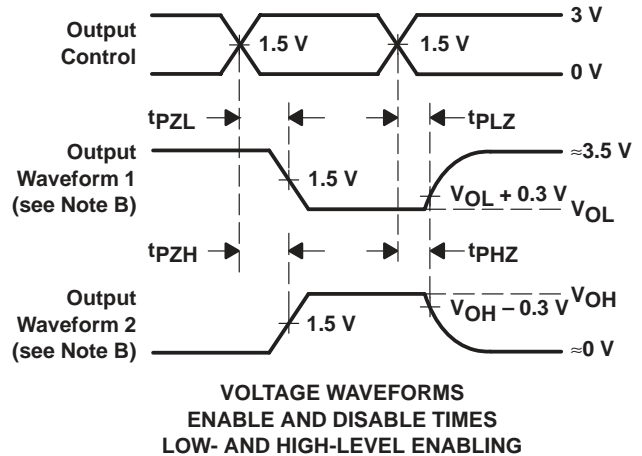 3 V
Output
Control
1.5 V
1.5 V
0 V
tPZL
tPLZ
Output
Waveform 1
(see Note B)
≈3.5 V
1.5 V
VOL + 0.3 V
VOL
tPZH
tPHZ
Output
Waveform 2
(see Note B)
VOH
VOH – 0.3 V
1.5 V
≈0 V
VOLTAGE WAVEFORMS
ENABLE AND DISABLE TIMES
LOW- AND HIGH-LEVEL ENABLING